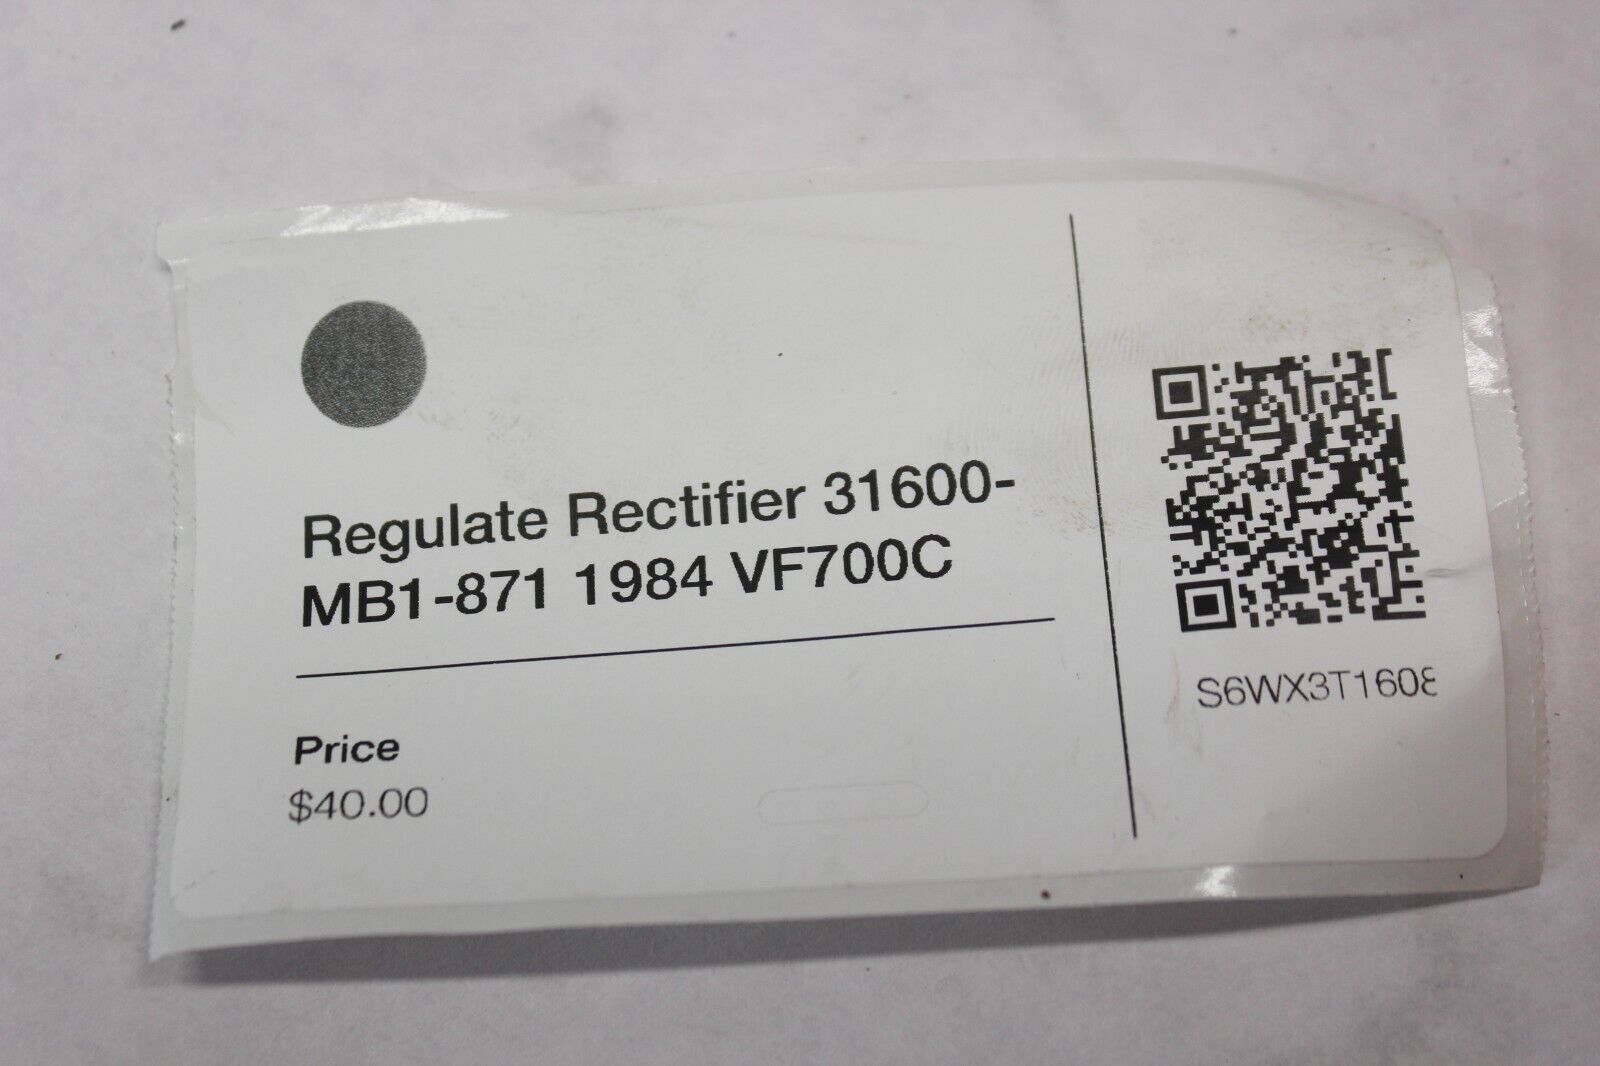 Regulate Rectifier 31600-
MB1-871 1984 VF700C
Price
$40.00
S6WX3T1608